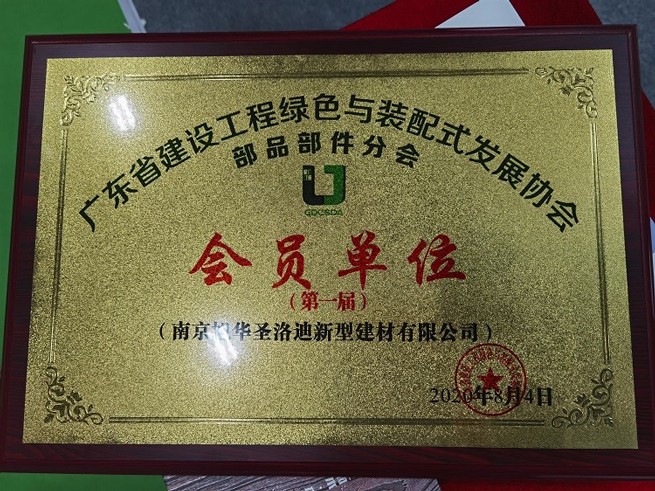 广东省建设工程绿色与装配式发展协会
部品部件分会
GDCSDA
会员单位
（第一届）
（南京旭华圣洛迪新型建材有限公司）
2020年8月4日